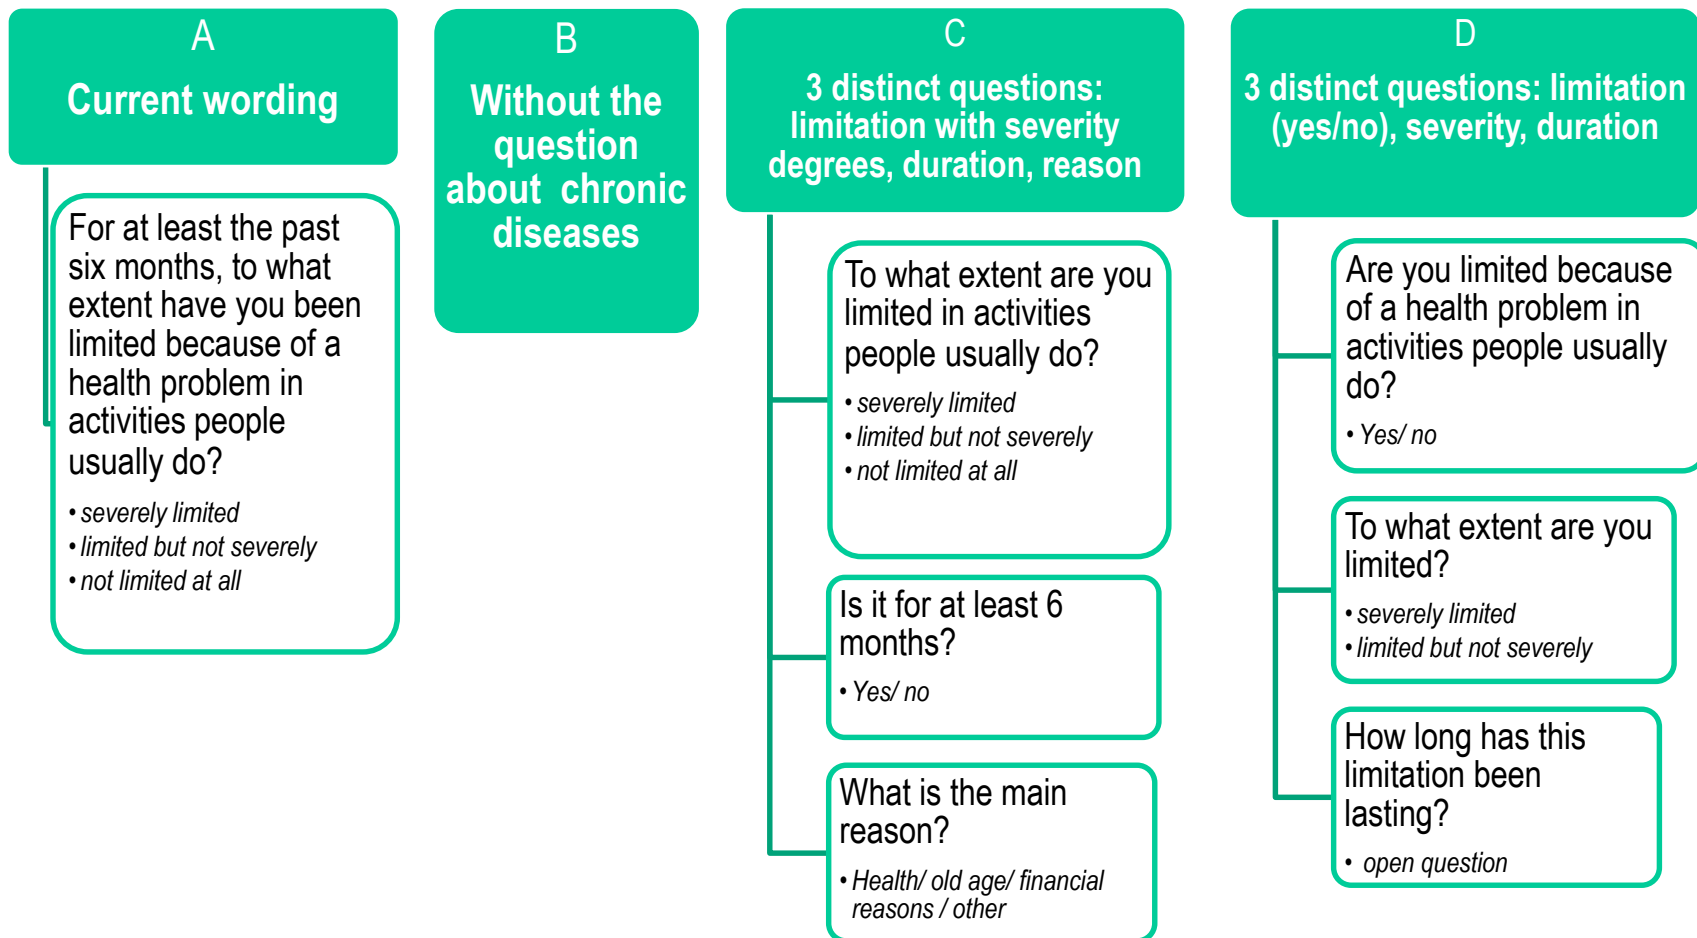 A
Current wording
For at least the past
six months, to what
extent have you been
limited because of a
health problem in
activities people
usually do?
• severely limited
• limited but not severely
• not limited at all
B
Without the
question
about chronic
diseases
C
3 distinct questions:
limitation with severity
degrees, duration, reason
To what extent are you
limited in activities
people usually do?
• severely limited
• limited but not severely
• not limited at all
Is it for at least 6
months?
• Yes/ no
What is the main
reason?
• Health/ old age/ financial
reasons / other
D
3 distinct questions: limitation
(yes/no), severity, duration
Are you limited because
of a health problem in
activities people usually
do?
• Yes/ no
To what extent are you
limited?
• severely limited
• limited but not severely
How long has this
limitation been
lasting?
• open question